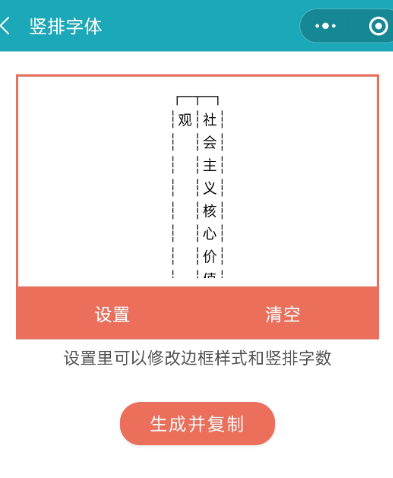 竖排字体
社会主义核心价值
观
设置
清空
设置里可以修改边框样式和竖排字数
生成并复制